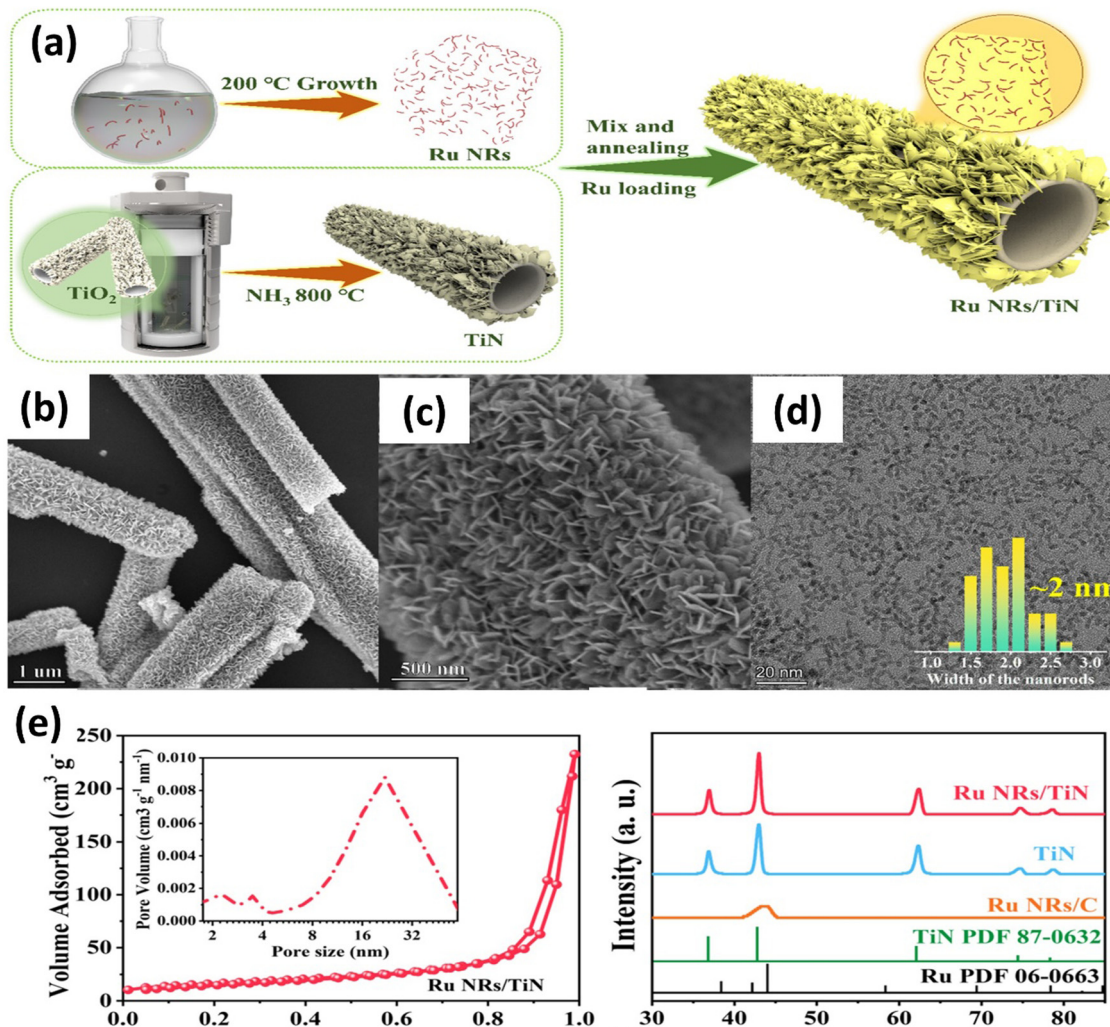 (a)
200 °C Growth
Ru NRs
TiO2
NH3 800 °C
TiN
Mix and
annealing
Ru loading
Ru NRs/TiN
(b)
1 um
(c)
500 nm
(d)
~2 nm
1.0 1.5 2.0 2.5 3.0
Width of the nanorods
20 nm
(e)
Volume Adsorbed (cm3 g-
250
200
150
100
50
0
0.0 0.2 0.4 0.6 0.8 1.0
Pore Volume (cm3 g-1 nm-1)
0.010
0.008
0.006
0.004
0.002
0.000
2 4 8 16 32
Pore size (nm)
Ru NRs/TiN
Intensity (a. u.)
Ru NRs/TiN
TiN
Ru NRs/C
TiN PDF 87-0632
Ru PDF 06-0663
30 40 50 60 70 80